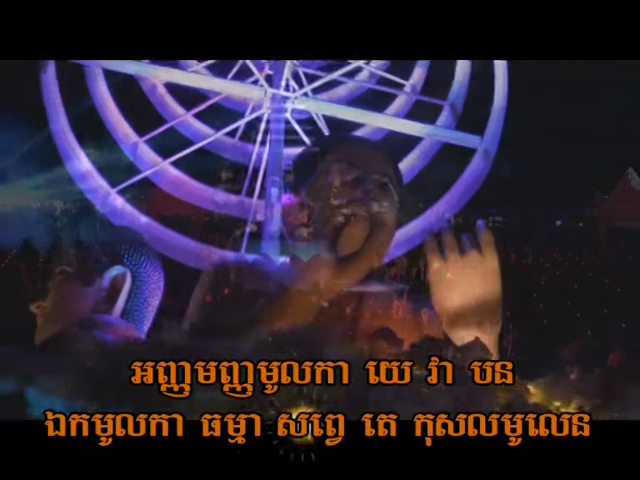 អញ្ញមញ្ញមូលកា យេ វា បន
ឯកមូលកា ធម្មា សព្វេ តេ កុសលមូលេន